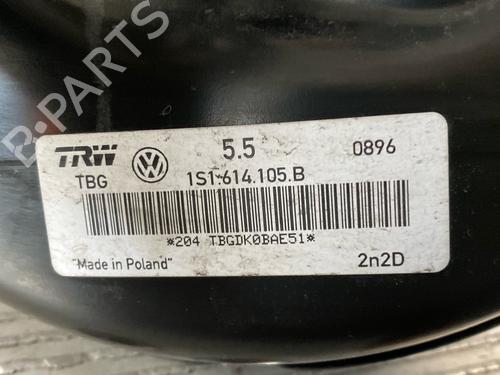 B-PARTS
TRW 5.5 0896
TBG 1S1.614.105.B
*204 TBGDK0BAE51*
"Made in Poland" 2n2D